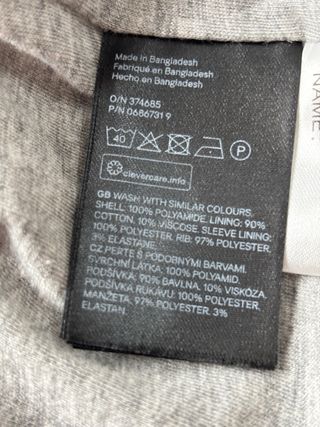 Made in Bangladesh
Fabriqué en Bangladesh
Hecho en Bangladesh
O/N 374685
P/N 0686731 9
40
P
clevercare.info
GB WASH WITH SIMILAR COLOURS.
SHELL: 100% POLYAMIDE. LINING: 90%
COTTON, 10% VISCOSE. SLEEVE LINING:
100% POLYESTER. RIB: 97% POLYESTER,
3% ELASTANE.
CZ PERTE S PODOBNÝMI BARVAMI.
SVRCHNÍ LÁTKA: 100% POLYAMID.
PODŠÍVKA: 90% BAVLNA, 10% VISKÓZA.
PODŠÍVKA RUKÁVU: 100% POLYESTER.
MANŽETA: 97% POLYESTER, 3%
ELASTAN.
NAME: